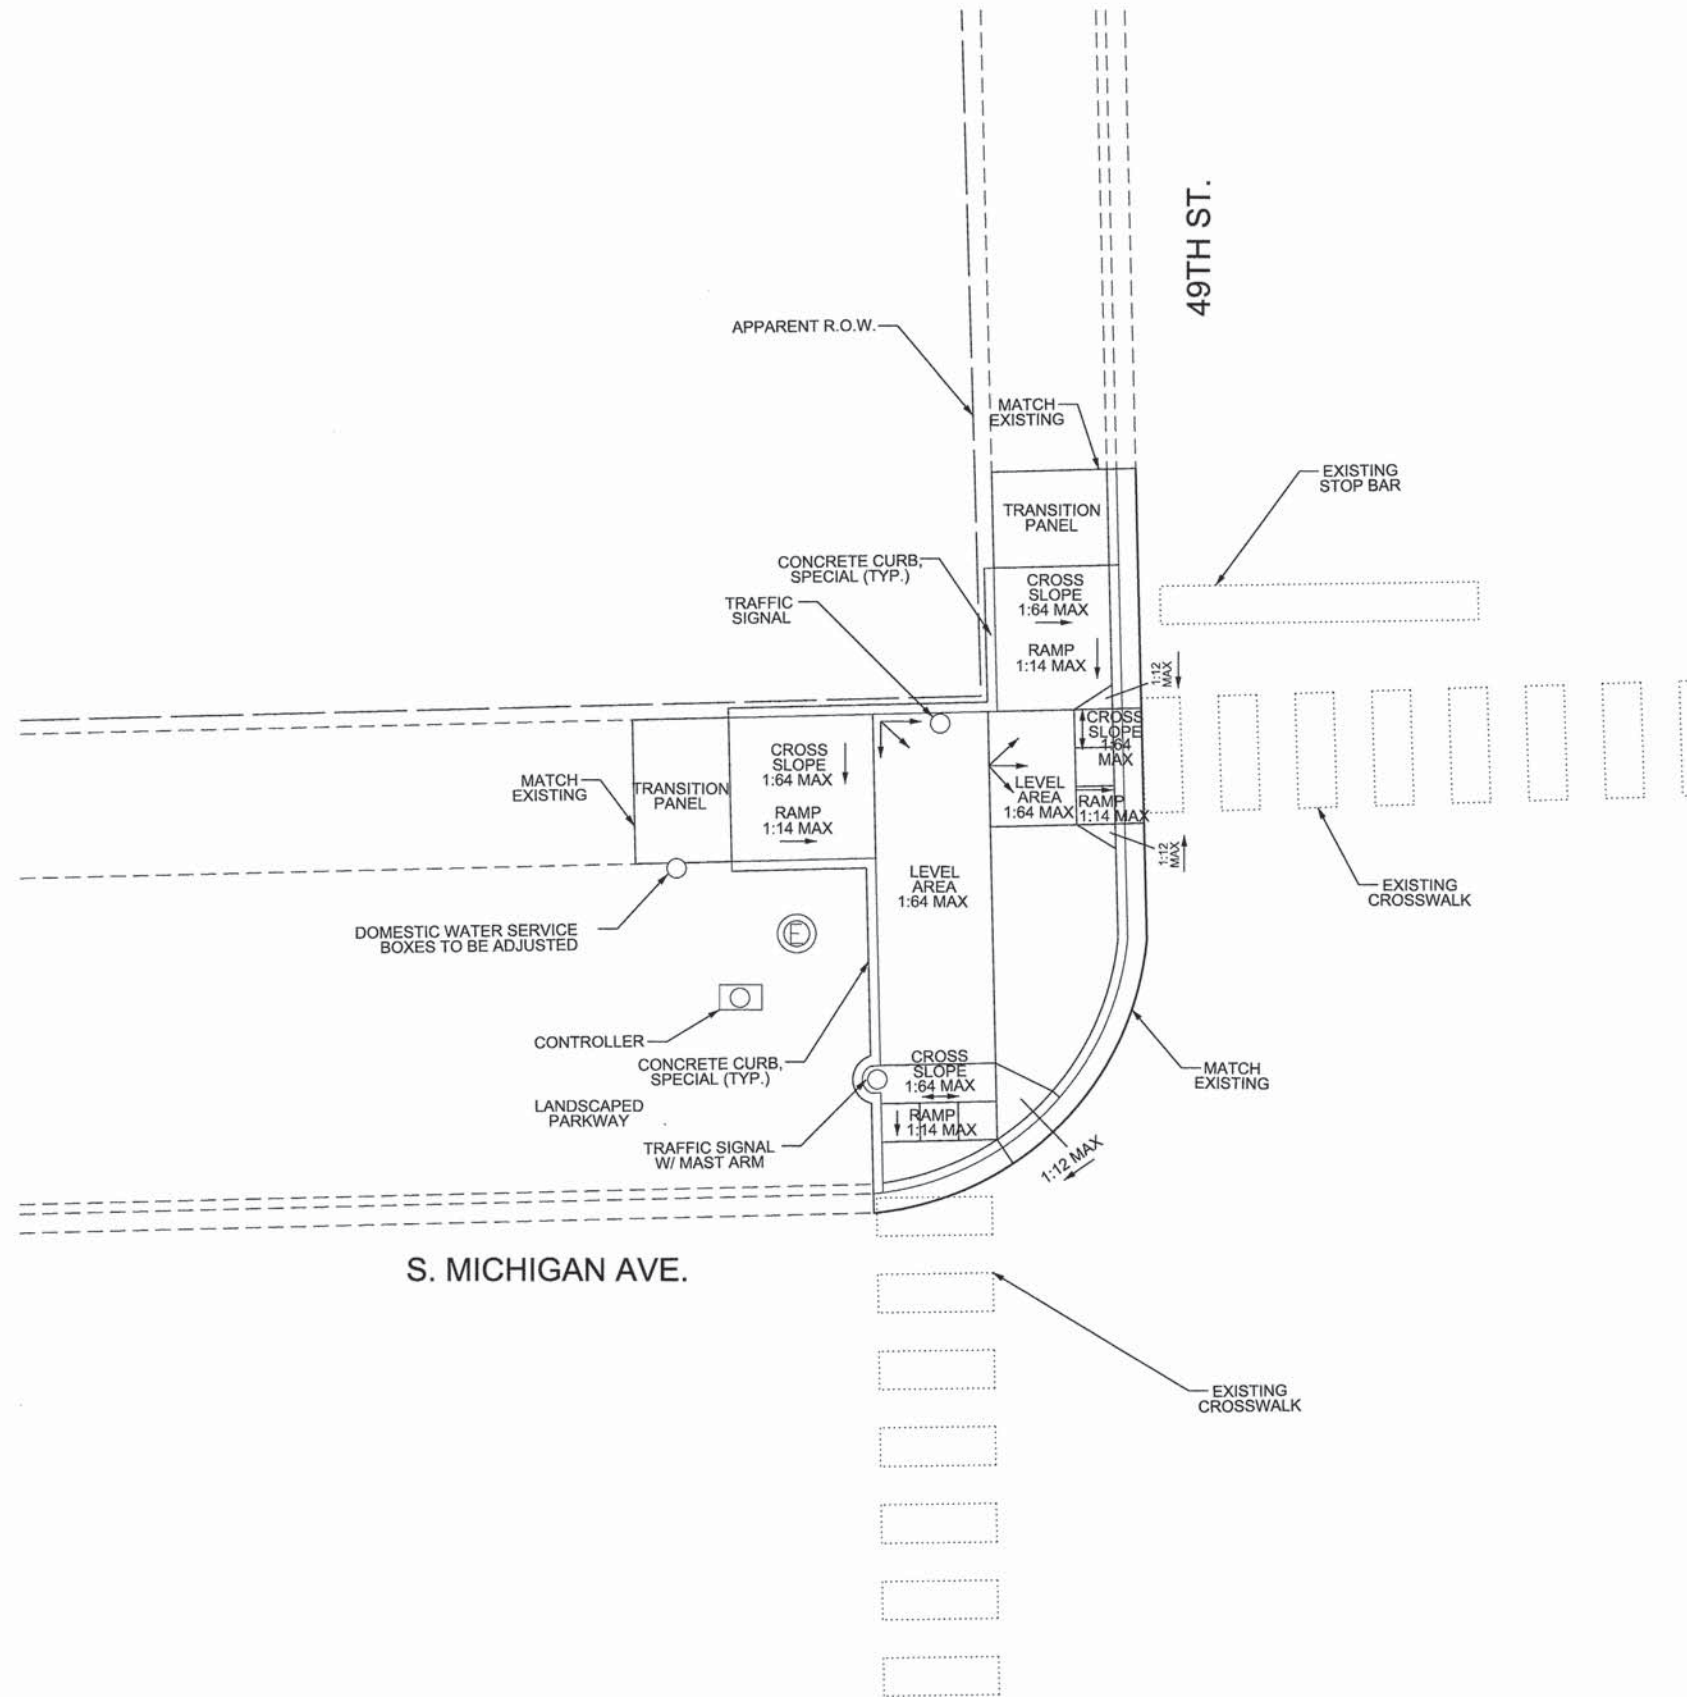 49TH ST.
APPARENT R.O.W.
MATCH
EXISTING
EXISTING
STOP BAR
TRANSITION
PANEL
CONCRETE CURB,
SPECIAL (TYP.)
CROSS
SLOPE
1:64 MAX
TRAFFIC
SIGNAL
RAMP
1:14 MAX
1:12
MAX
CROSS
SLOPE
1:64
MAX
CROSS
SLOPE
1:64 MAX
MATCH
EXISTING
TRANSITION
PANEL
LEVEL
AREA
1:64 MAX
RAMP
1:14 MAX
RAMP
1:14 MAX
1:12
MAX
LEVEL
AREA
1:64 MAX
EXISTING
CROSSWALK
DOMESTIC WATER SERVICE
BOXES TO BE ADJUSTED
E
CONTROLLER
CONCRETE CURB,
SPECIAL (TYP.)
CROSS
SLOPE
1:64 MAX
MATCH
EXISTING
LANDSCAPED
PARKWAY
RAMP
1:14 MAX
TRAFFIC SIGNAL
W/ MAST ARM
1:12 MAX
S. MICHIGAN AVE.
EXISTING
CROSSWALK